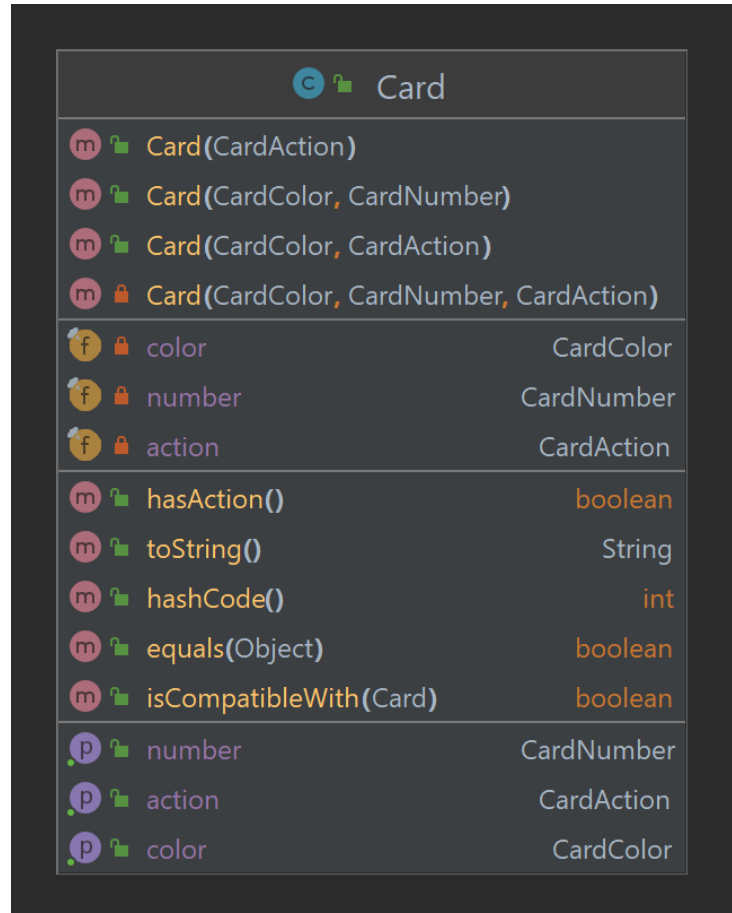 C Card
m Card(CardAction)
m Card(CardColor, CardNumber)
m Card(CardColor, CardAction)
m Card(CardColor, CardNumber, CardAction)
f color CardColor
f number CardNumber
f action CardAction
m hasAction() boolean
m toString() String
m hashCode() int
m equals(Object) boolean
m isCompatibleWith(Card) boolean
p number CardNumber
p action CardAction
p color CardColor